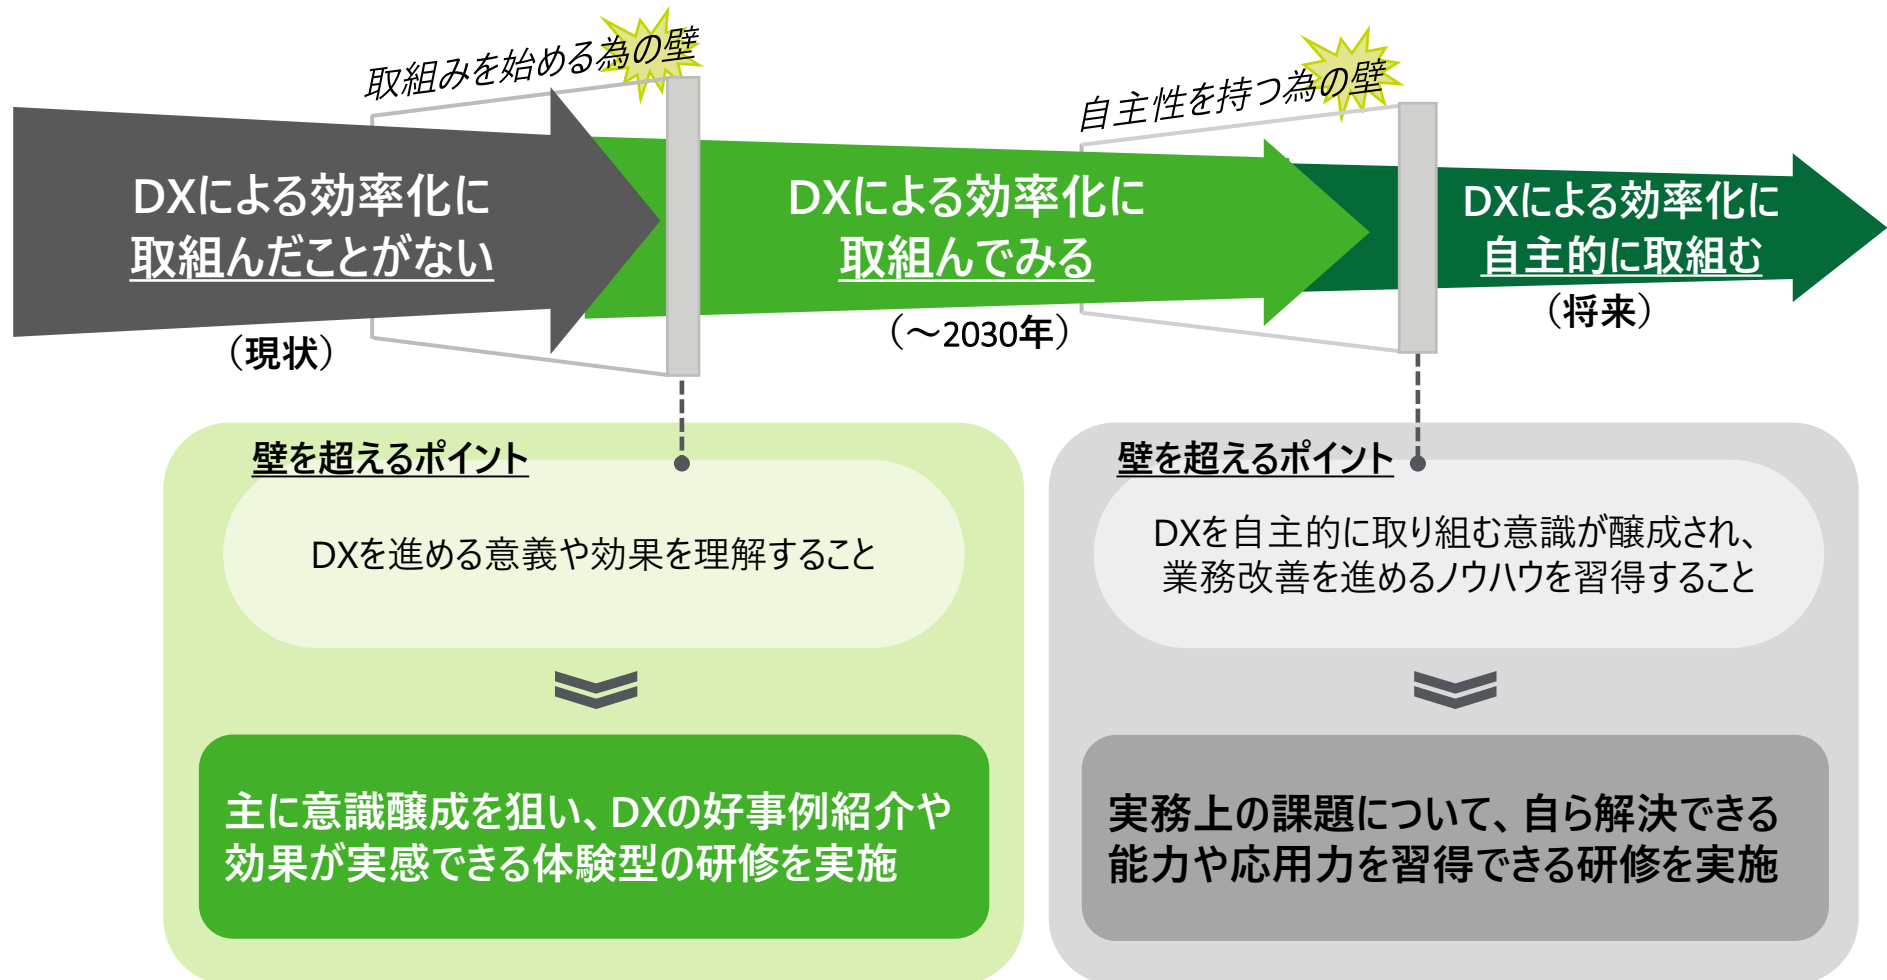 取組みを始める為の壁
自主性を持つ為の壁
DXによる効率化に
取組んだことがない
(現状)
DXによる効率化に
取組んでみる
(～2030年)
DXによる効率化に
自主的に取組む
(将来)
壁を超えるポイント
DXを進める意義や効果を理解すること
主に意識醸成を狙い、DXの好事例紹介や
効果が実感できる体験型の研修を実施
壁を超えるポイント
DXを自主的に取り組む意識が醸成され、
業務改善を進めるノウハウを習得すること
実務上の課題について、自ら解決できる
能力や応用力を習得できる研修を実施